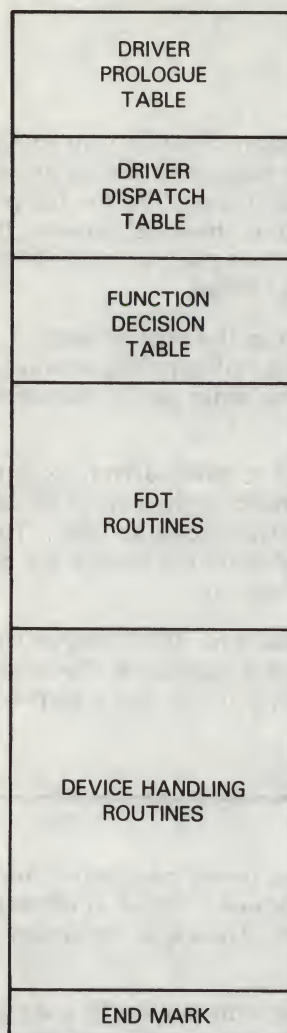 DRIVER
PROLOGUE
TABLE
DRIVER
DISPATCH
TABLE
FUNCTION
DECISION
TABLE
FDT
ROUTINES
DEVICE HANDLING
ROUTINES
END MARK